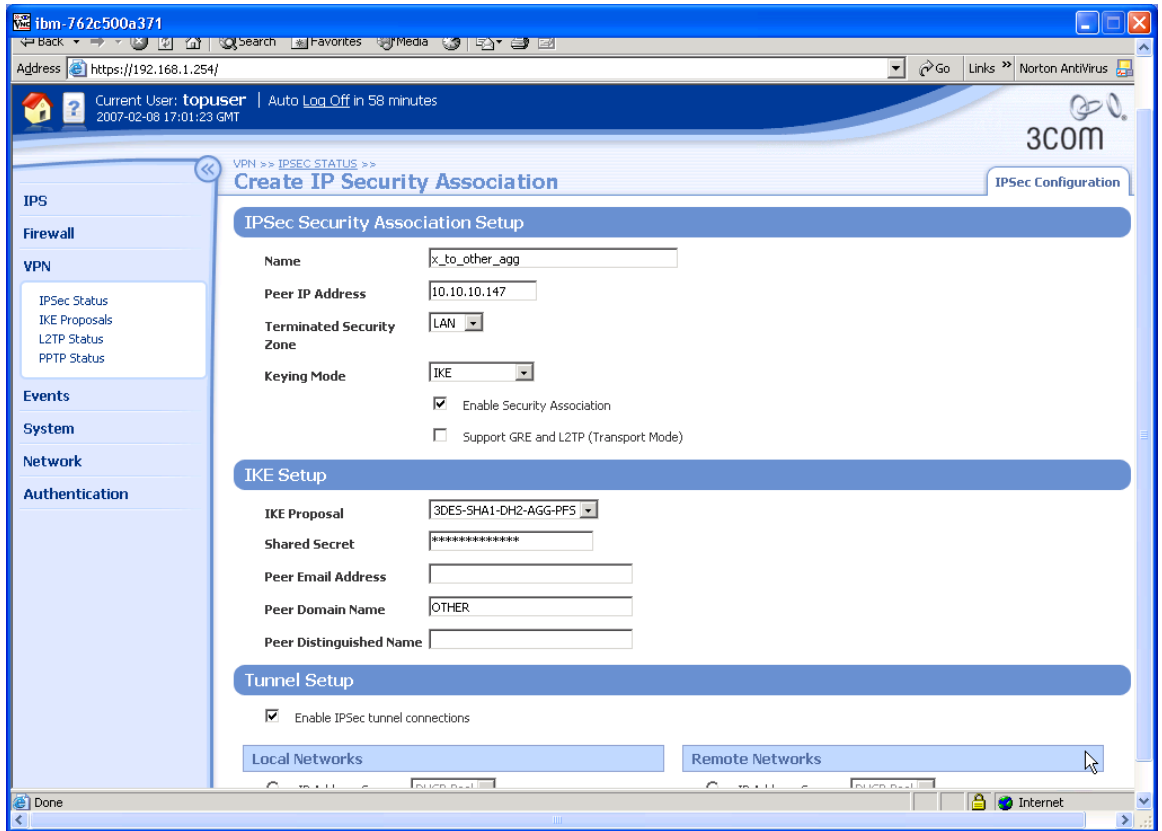 ibm-762c500a371
Back Search Favorites Media
Address https://192.168.1.254/ Go Links » Norton AntiVirus
Current User: topuser | Auto Log Off in 58 minutes
2007-02-08 17:01:23 GMT
3COM
VPN >> IPSEC STATUS >>
Create IP Security Association
IPSec Configuration
IPS
Firewall
VPN
IPSec Status
IKE Proposals
L2TP Status
PPTP Status
Events
System
Network
Authentication
IPSec Security Association Setup
Name x_to_other_agg
Peer IP Address 10.10.10.147
Terminated Security Zone LAN
Keying Mode IKE
Enable Security Association
Support GRE and L2TP (Transport Mode)
IKE Setup
IKE Proposal 3DES-SHA1-DH2-AGG-PFS
Shared Secret *************
Peer Email Address
Peer Domain Name OTHER
Peer Distinguished Name
Tunnel Setup
Enable IPSec tunnel connections
Local Networks Remote Networks
Done Internet